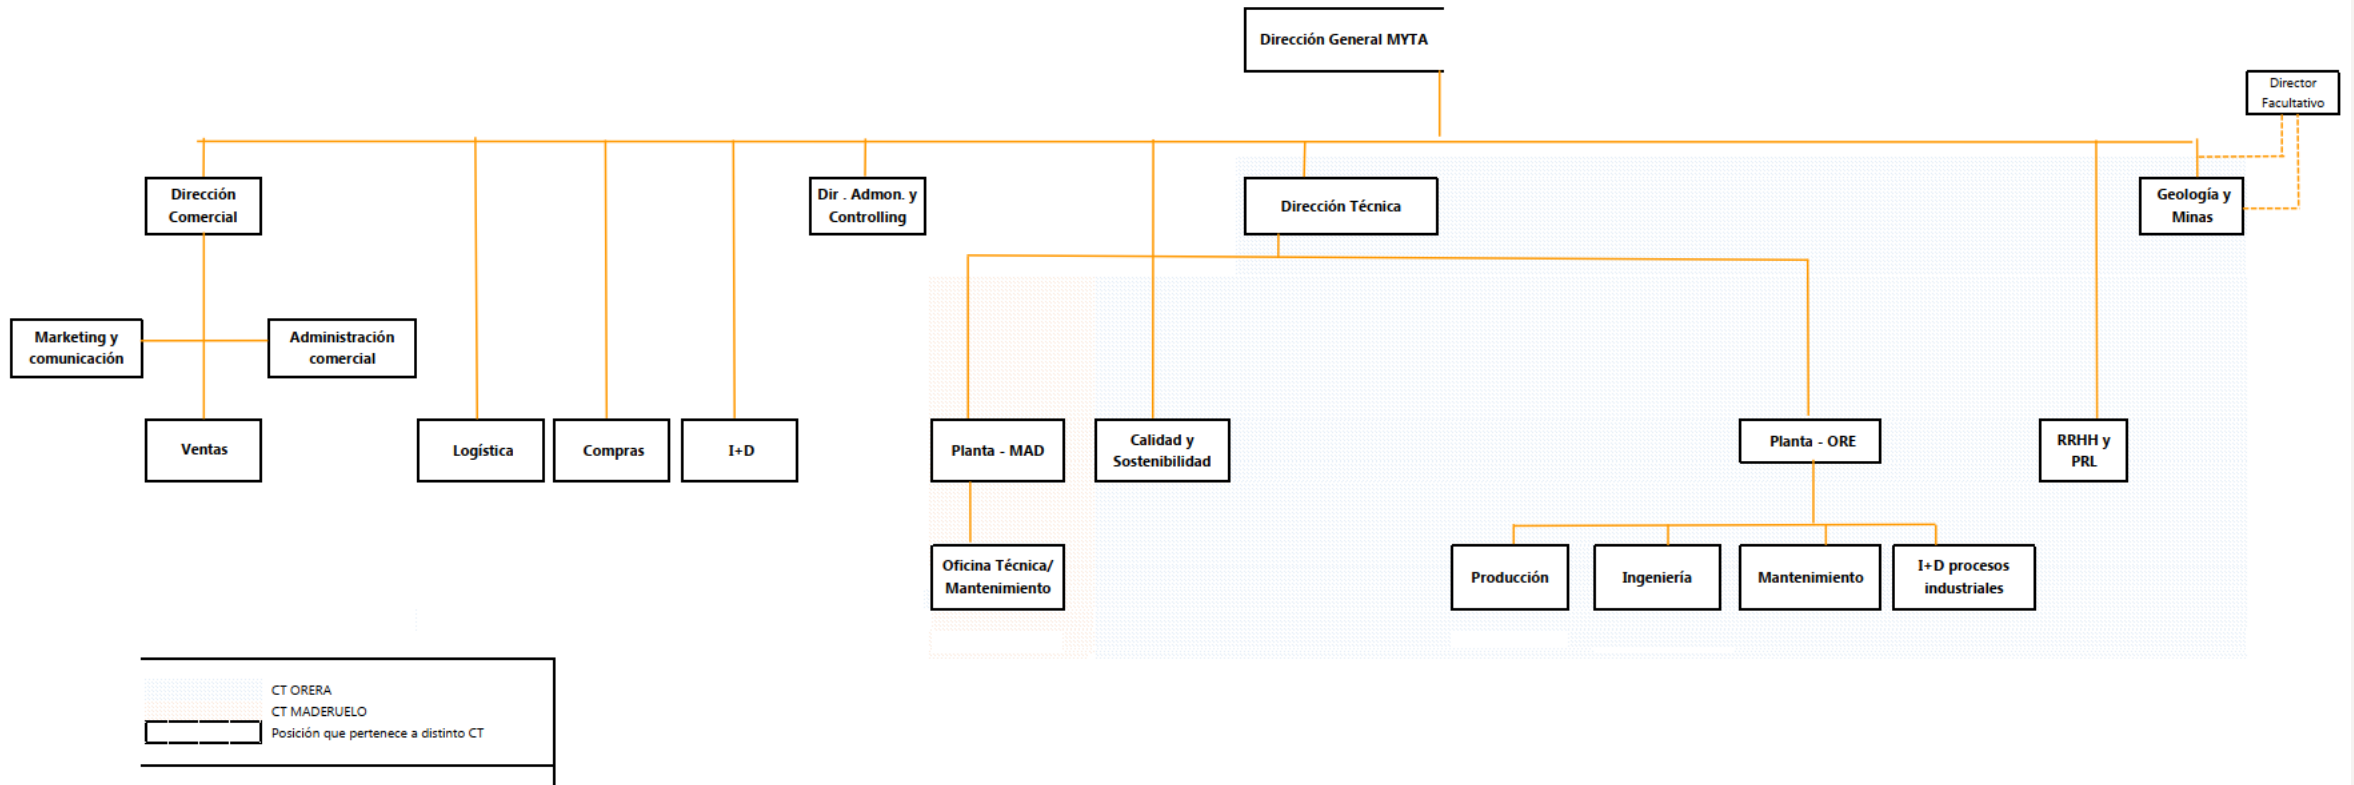 Dirección General MYTA
Director
Facultativo
Dirección
Comercial
Dir . Admon. y
Controlling
Dirección Técnica
Geología y
Minas
Marketing y
comunicación
Administración
comercial
Ventas
Logística
Compras
I+D
Planta - MAD
Calidad y
Sostenibilidad
Planta - ORE
RRHH y
PRL
Oficina Técnica/
Mantenimiento
Producción
Ingeniería
Mantenimiento
I+D procesos
industriales
CT ORERA
CT MADERUELO
Posición que pertenece a distinto CT